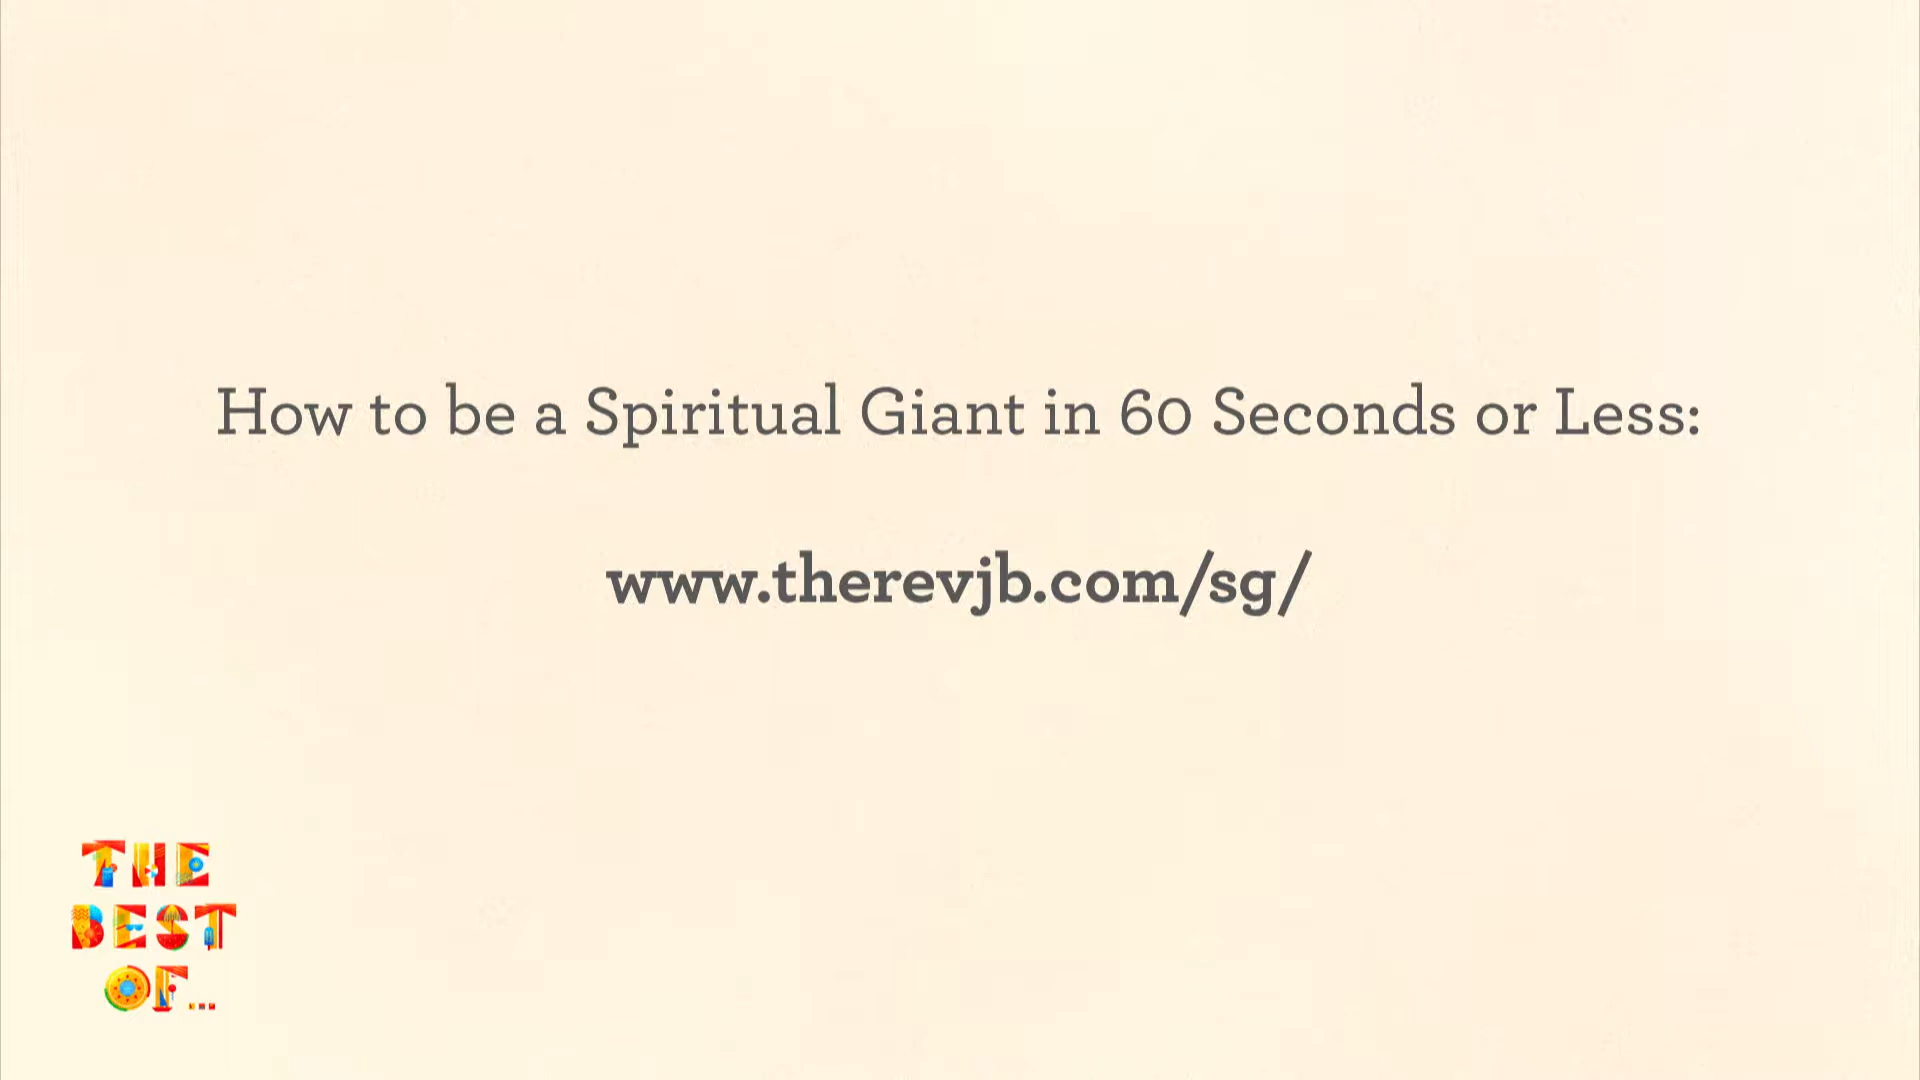 How to be a Spiritual Giant in 60 Seconds or Less:
www.therevjb.com/sg/
THE
BEST
OF...